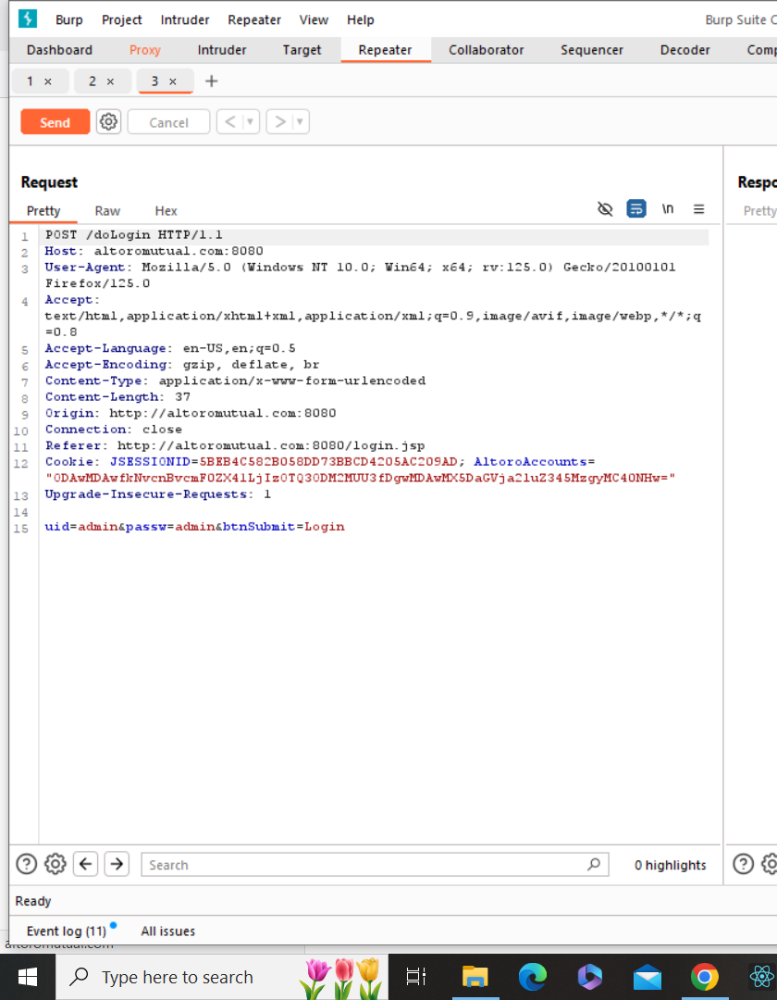 Burp Project Intruder Repeater View Help Burp Suite C
Dashboard Proxy Intruder Target Repeater Collaborator Sequencer Decoder Comp
1 × 2 × 3 × +
Send Cancel < >
Request Respo
Pretty Raw Hex \n Pretty
1 POST /doLogin HTTP/1.1
2 Host: altoromutual.com:8080
3 User-Agent: Mozilla/5.0 (Windows NT 10.0; Win64; x64; rv:125.0) Gecko/20100101
Firefox/125.0
4 Accept:
text/html,application/xhtml+xml,application/xml;q=0.9,image/avif,image/webp,*/*;q
=0.8
5 Accept-Language: en-US,en;q=0.5
6 Accept-Encoding: gzip, deflate, br
7 Content-Type: application/x-www-form-urlencoded
8 Content-Length: 37
9 Origin: http://altoromutual.com:8080
10 Connection: close
11 Referer: http://altoromutual.com:8080/login.jsp
12 Cookie: JSESSIONID=5BEB4C582B058DD73BBCD4205AC209AD; AltoroAccounts=
13 Upgrade-Insecure-Requests: 1
14
15 uid=admin&passw=admin&btnSubmit=Login
Search 0 highlights
Ready
Event log (11) All issues
altoromutual.com
Type here to search